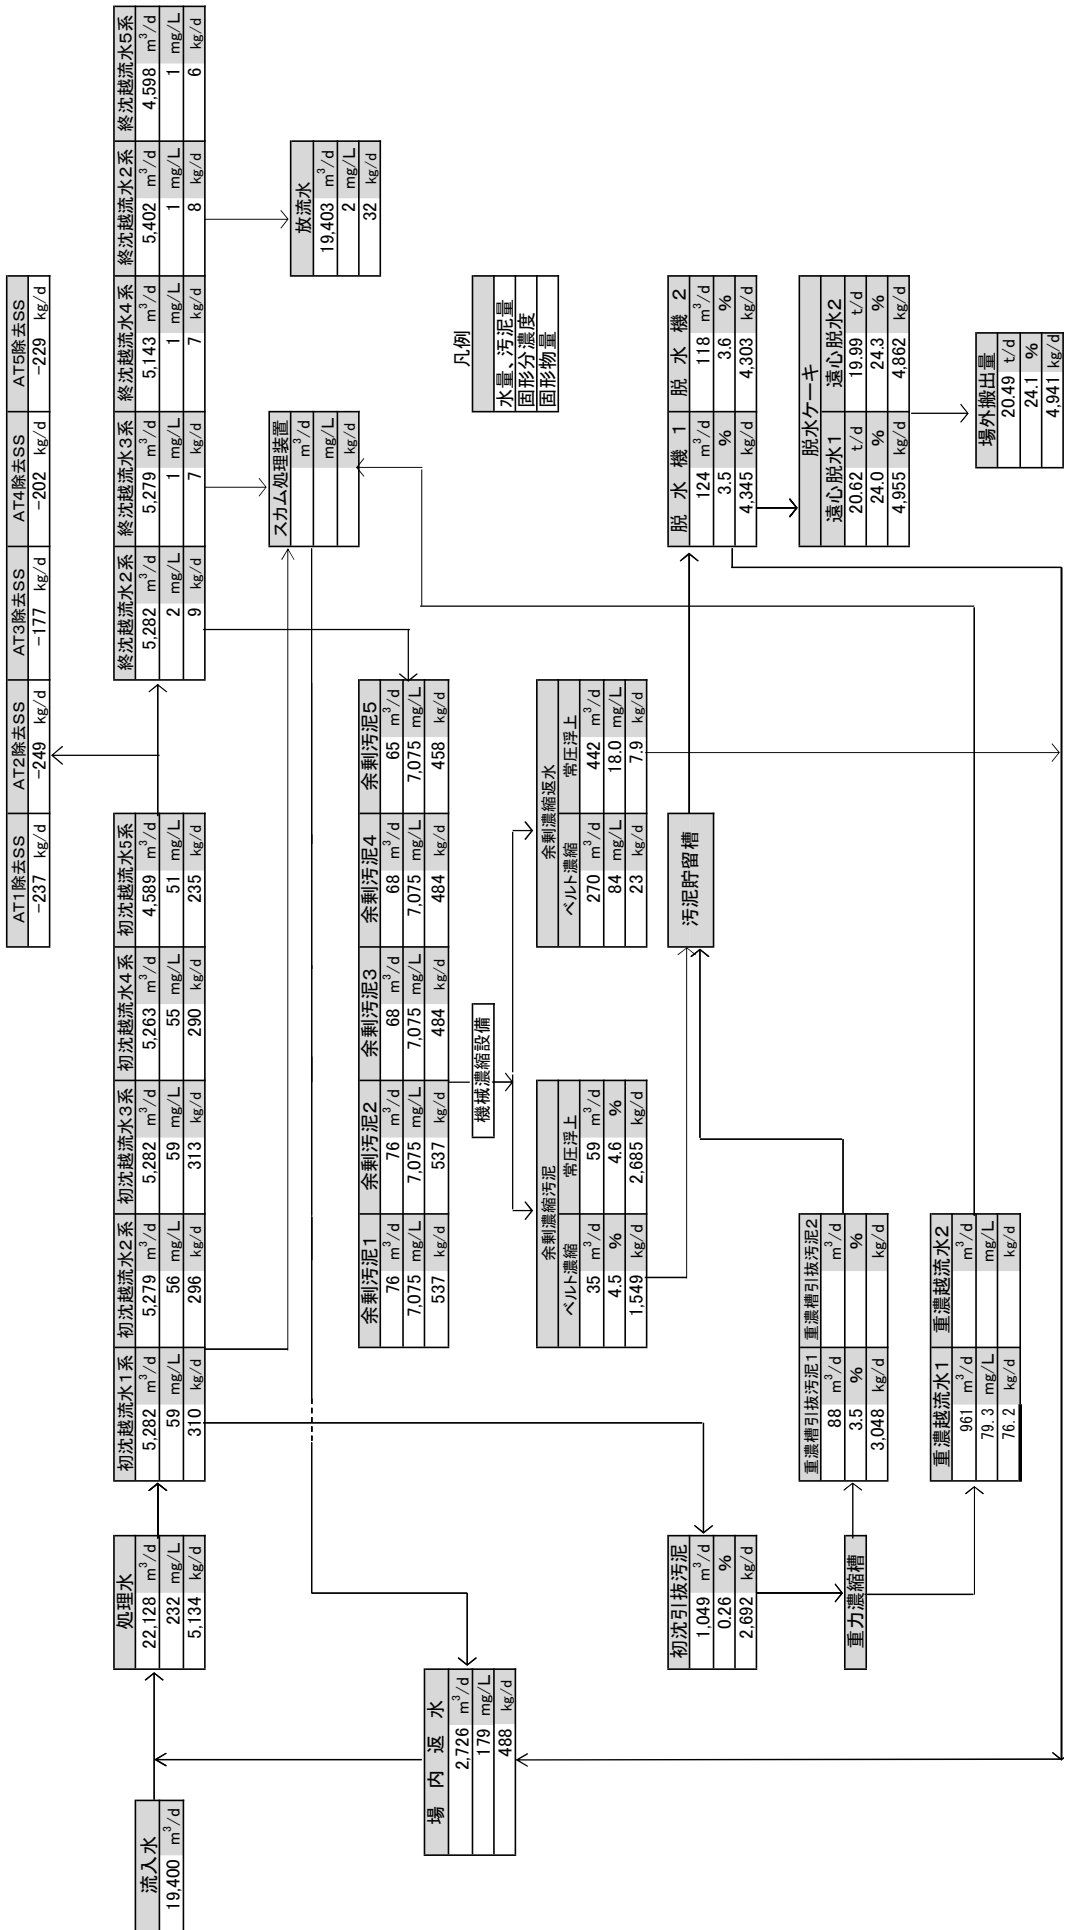 AT1除去SS AT2除去SS AT3除去SS AT4除去SS AT5除去SS
-237 kg/d -249 kg/d -177 kg/d -202 kg/d -229 kg/d
流入水
19,400 m³/d
処理水
22,128 m³/d
232 mg/L
5,134 kg/d
初沈越流水1系 初沈越流水2系 初沈越流水3系 初沈越流水4系 初沈越流水5系
5,282 m³/d 5,279 m³/d 5,282 m³/d 5,263 m³/d 4,589 m³/d
59 mg/L 56 mg/L 59 mg/L 55 mg/L 51 mg/L
310 kg/d 296 kg/d 313 kg/d 290 kg/d 235 kg/d
終沈越流水2系 終沈越流水3系 終沈越流水4系 終沈越流水2系 終沈越流水5系
5,282 m³/d 5,279 m³/d 5,143 m³/d 5,402 m³/d 4,598 m³/d
2 mg/L 1 mg/L 1 mg/L 1 mg/L 1 mg/L
9 kg/d 7 kg/d 7 kg/d 8 kg/d 6 kg/d
スカム処理装置
m³/d
mg/L
kg/d
放流水
19,403 m³/d
2 mg/L
32 kg/d
余剰汚泥1 余剰汚泥2 余剰汚泥3 余剰汚泥4 余剰汚泥5
76 m³/d 76 m³/d 68 m³/d 68 m³/d 65 m³/d
7,075 mg/L 7,075 mg/L 7,075 mg/L 7,075 mg/L 7,075 mg/L
537 kg/d 537 kg/d 484 kg/d 484 kg/d 458 kg/d
場内返水
2,726 m³/d
179 mg/L
488 kg/d
機械濃縮設備
凡例
水量、汚泥量
固形分濃度
固形物量
余剰濃縮汚泥
ベルト濃縮 常圧浮上
35 m³/d 59 m³/d
4.5 % 4.6 %
1,549 kg/d 2,685 kg/d
余剰濃縮返水
ベルト濃縮 常圧浮上
270 m³/d 442 m³/d
84 mg/L 18.0 mg/L
23 kg/d 7.9 kg/d
初沈引抜汚泥
1,049 m³/d
0.26 %
2,692 kg/d
汚泥貯留槽
脱水機1 脱水機2
124 m³/d 118 m³/d
3.5 % 3.6 %
4,345 kg/d 4,303 kg/d
重力濃縮槽
重濃槽引抜汚泥1 重濃槽引抜汚泥2
88 m³/d m³/d
3.5 % %
3,048 kg/d kg/d
脱水ケーキ
遠心脱水1 遠心脱水2
20.62 t/d 19.99 t/d
24.0 % 24.3 %
4,955 kg/d 4,862 kg/d
重濃越流水1 重濃越流水2
961 m³/d m³/d
79.3 mg/L mg/L
76.2 kg/d kg/d
場外搬出量
20.49 t/d
24.1 %
4,941 kg/d